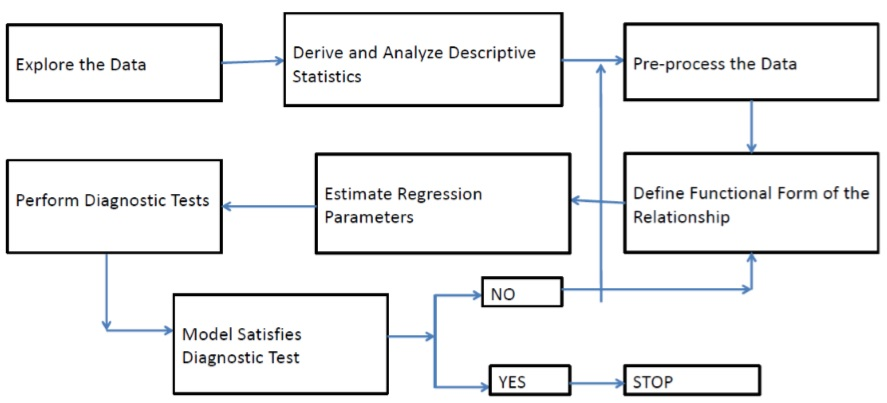 Explore the Data
Derive and Analyze Descriptive
Statistics
Pre-process the Data
Define Functional Form of the
Relationship
Estimate Regression
Parameters
Perform Diagnostic Tests
Model Satisfies
Diagnostic Test
NO
YES
STOP